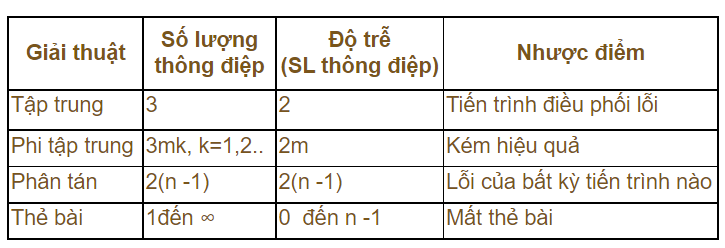 Giải thuật
Số lượng
thông điệp
Độ trễ
(SL thông điệp)
Nhược điểm
Tập trung 3 2 Tiến trình điều phối lỗi
Phi tập trung 3mk, k=1,2.. 2m Kém hiệu quả
Phân tán 2(n -1) 2(n -1) Lỗi của bất kỳ tiến trình nào
Thẻ bài 1đến ∞ 0 đến n -1 Mất thẻ bài